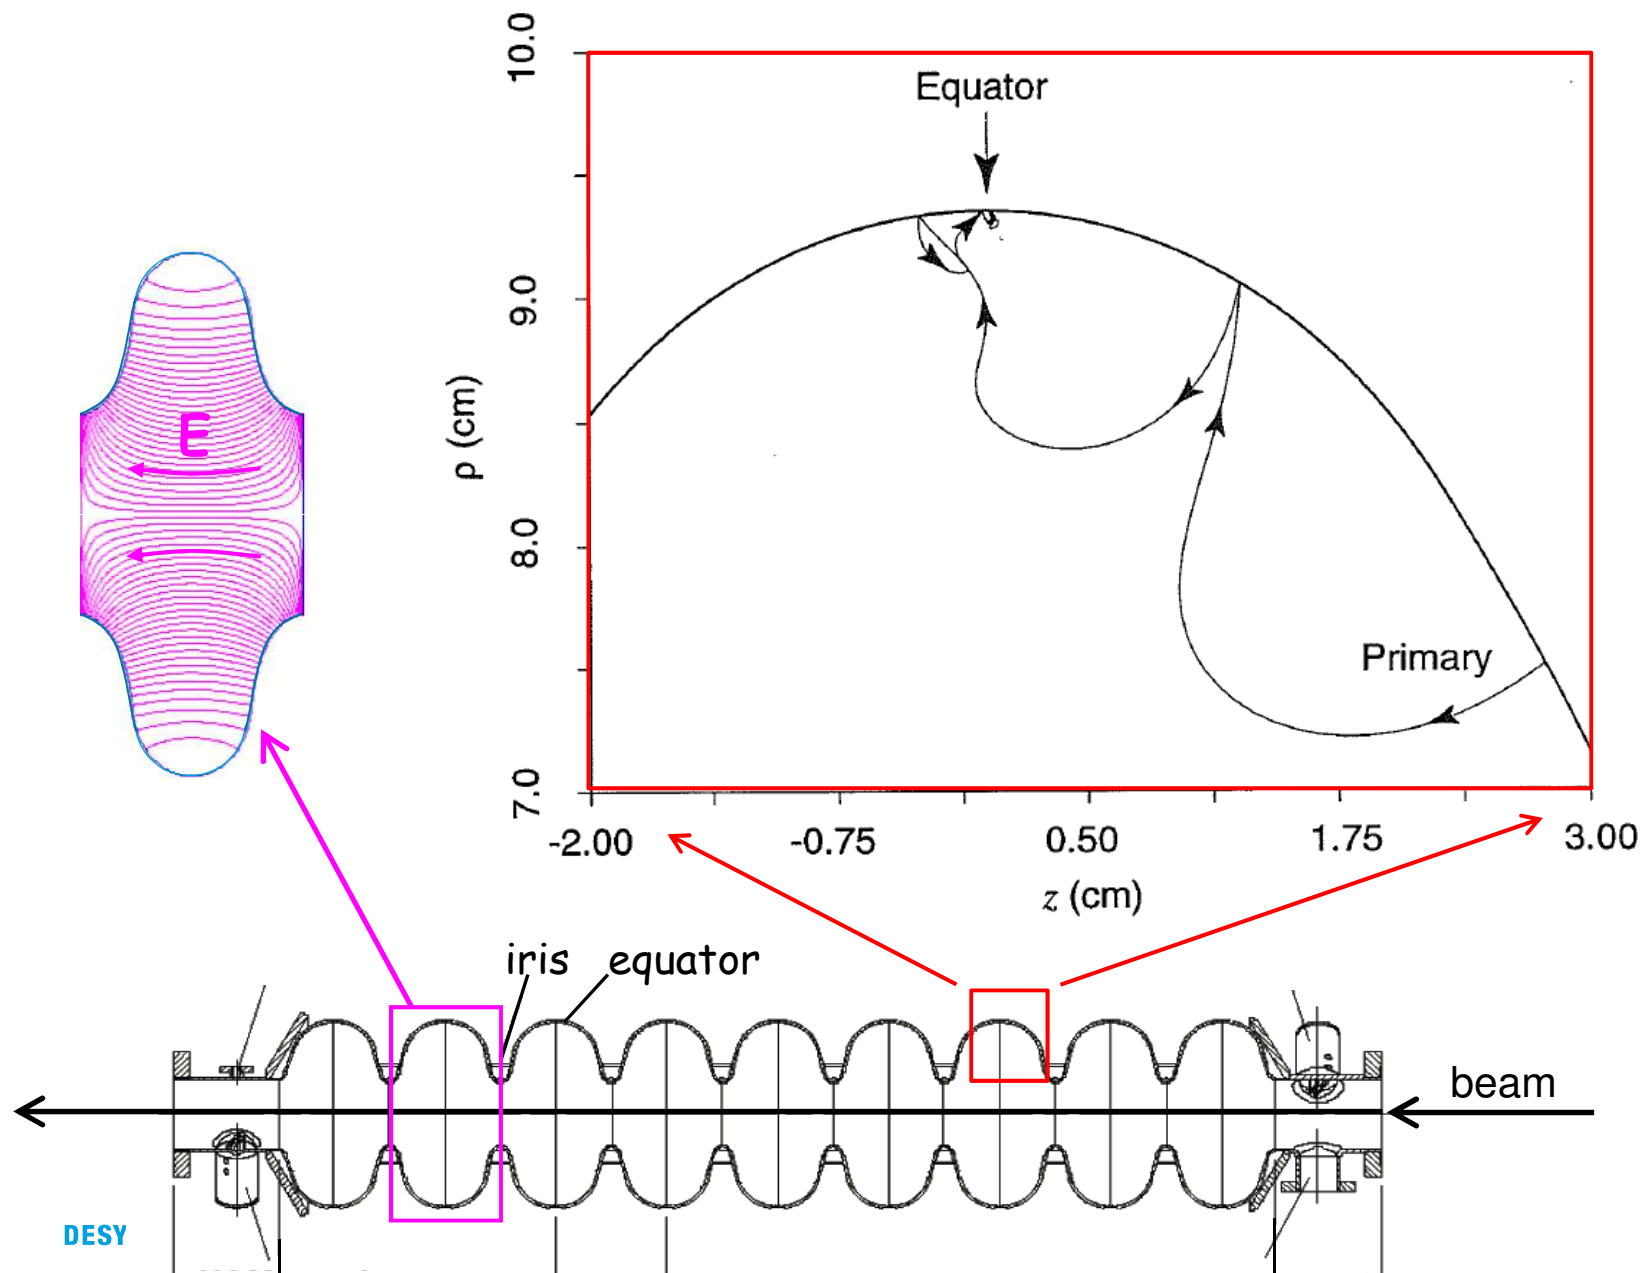 10.0
Equator
9.0
E
ρ (cm)
8.0
Primary
7.0
-2.00 -0.75 0.50 1.75 3.00
z (cm)
iris equator
beam
DESY